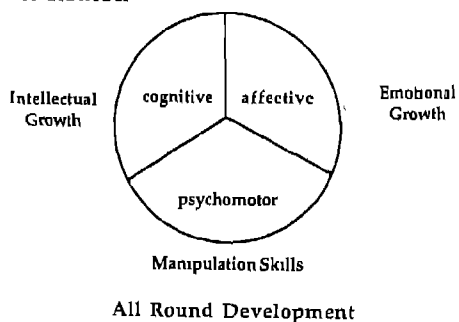 Intellectual
Growth
cognitive
affective
Emotional
Growth
psychomotor
Manipulation Skills
All Round Development